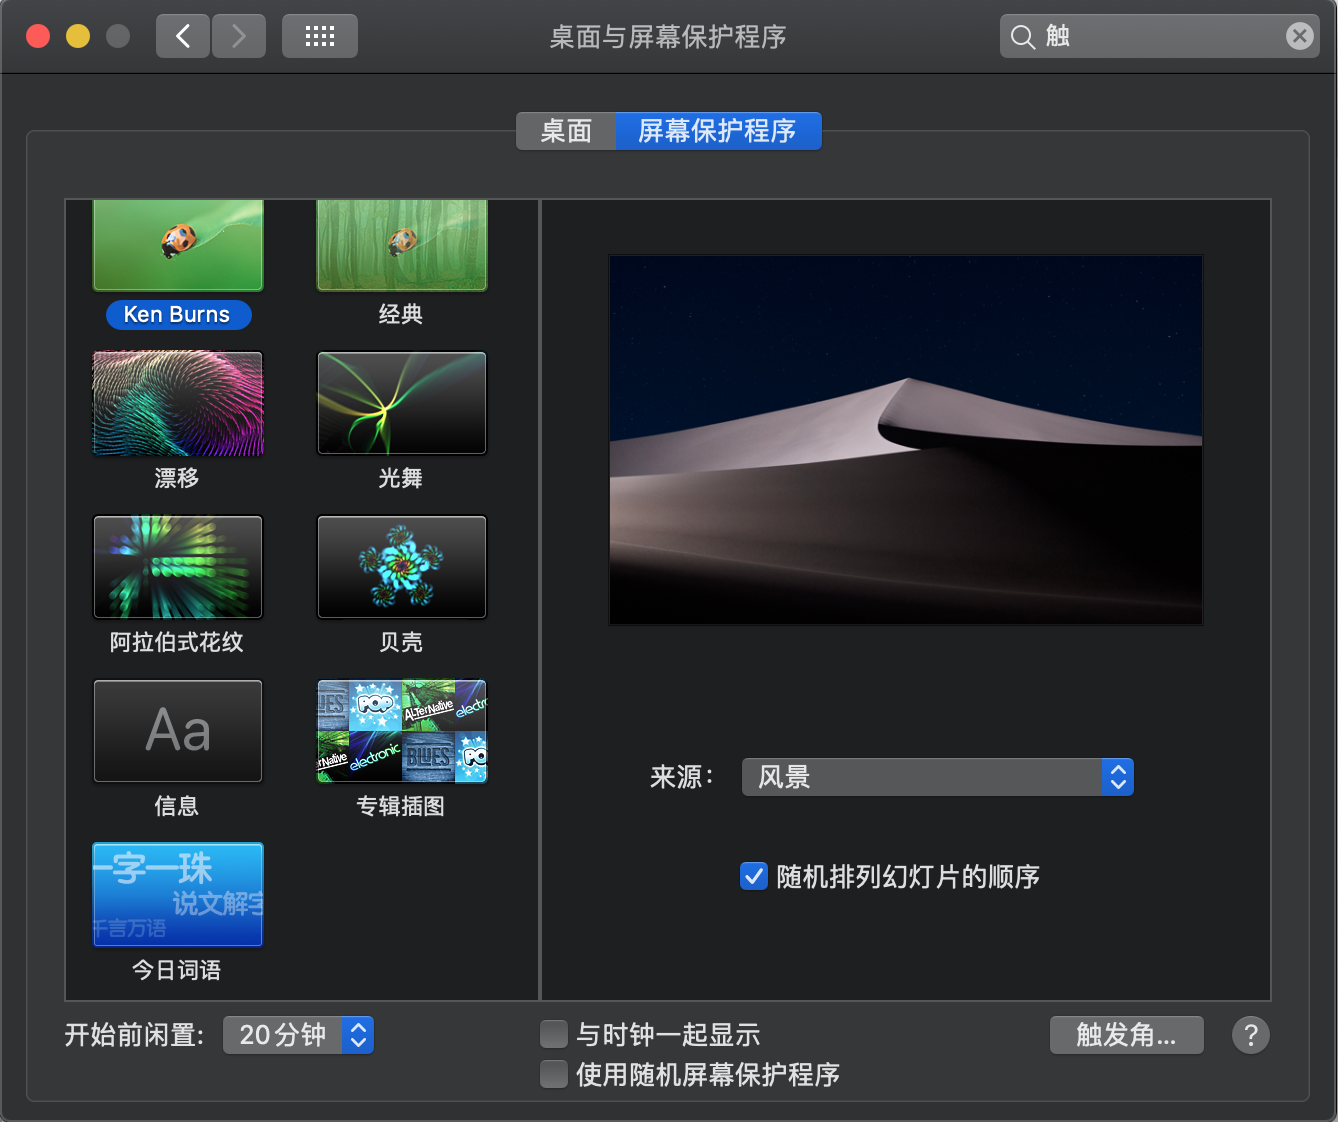 桌面与屏幕保护程序
触
桌面
屏幕保护程序
Ken Burns
经典
漂移
光舞
阿拉伯式花纹
贝壳
Aa
BLUES
POP
ALTerNative
electronic
信息
专辑插图
一字一珠
说文解字
千言万语
今日词语
来源：
风景
随机排列幻灯片的顺序
开始前闲置:
20分钟
与时钟一起显示
使用随机屏幕保护程序
触发角...
?